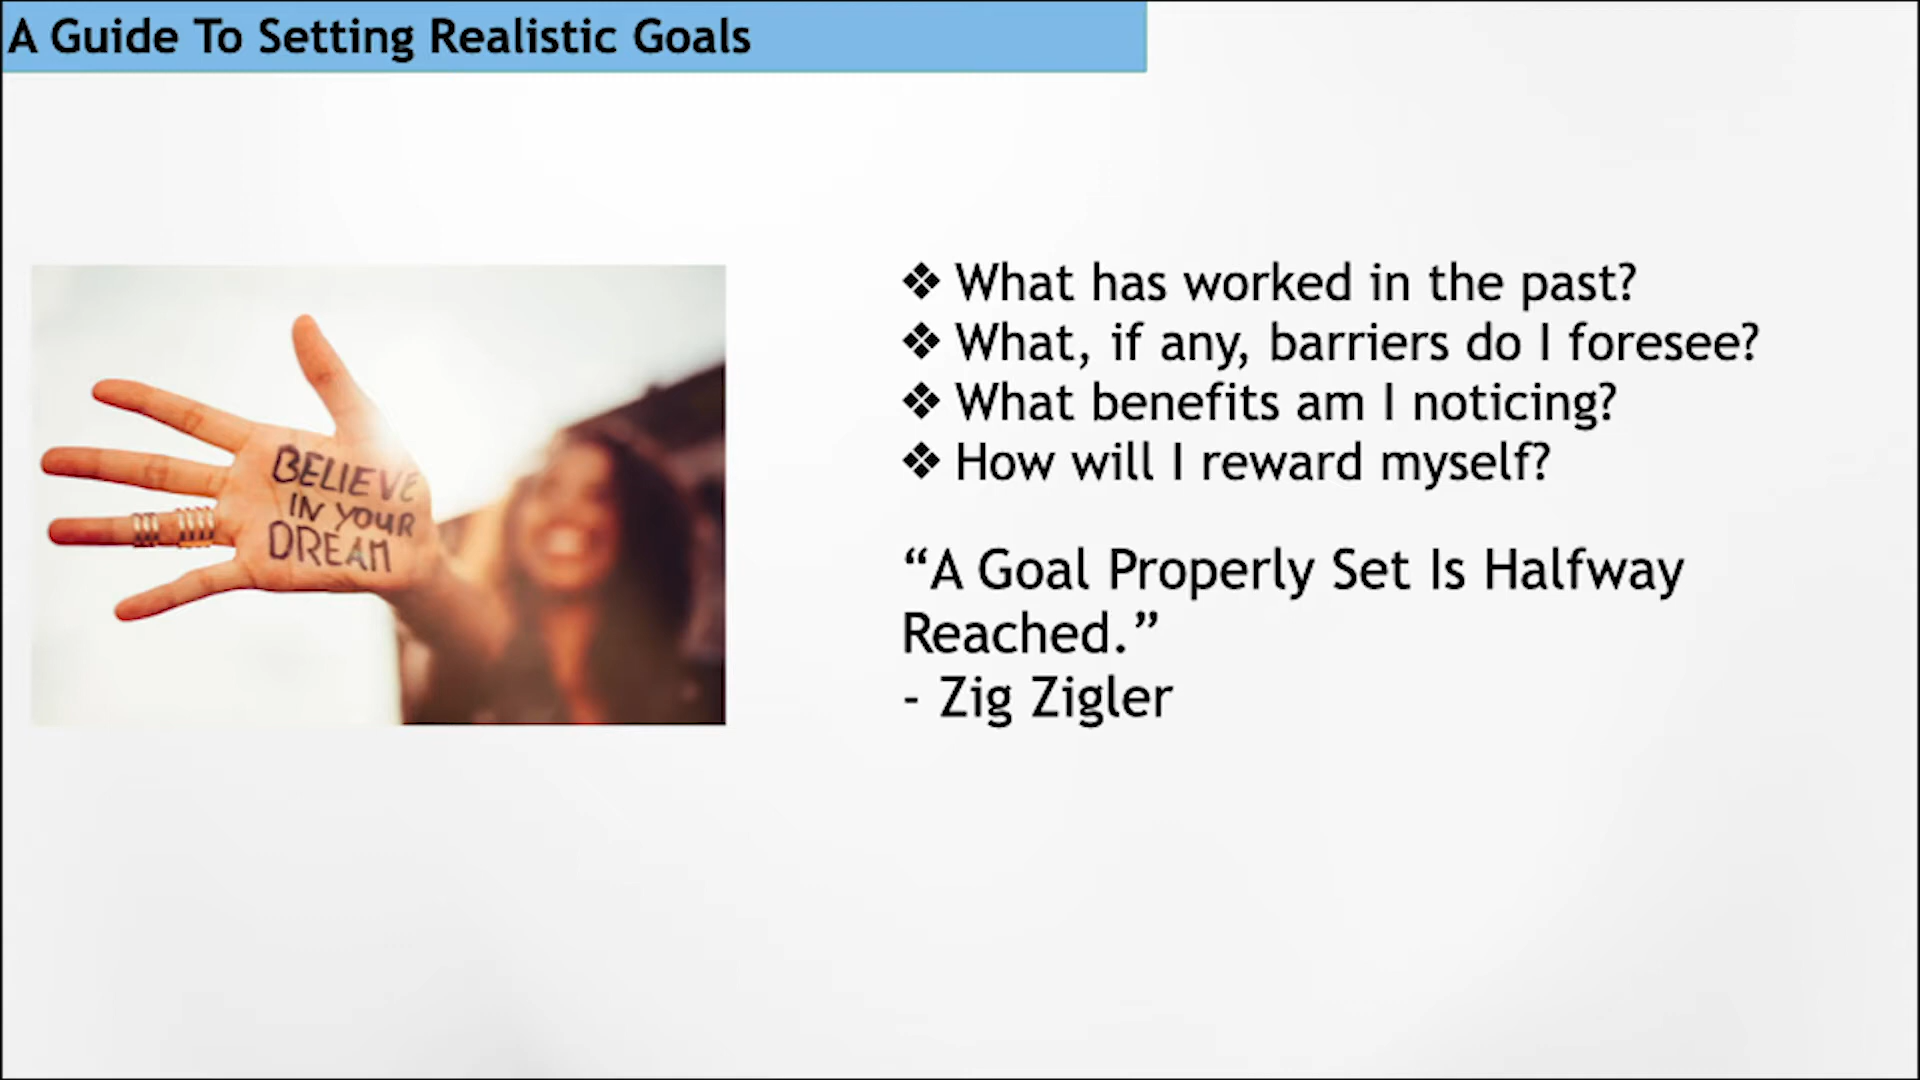 A Guide To Setting Realistic Goals
BELIEVE
IN YOUR
DREAM
❖ What has worked in the past?
❖ What, if any, barriers do I foresee?
❖ What benefits am I noticing?
❖ How will I reward myself?
“A Goal Properly Set Is Halfway
Reached.”
- Zig Zigler